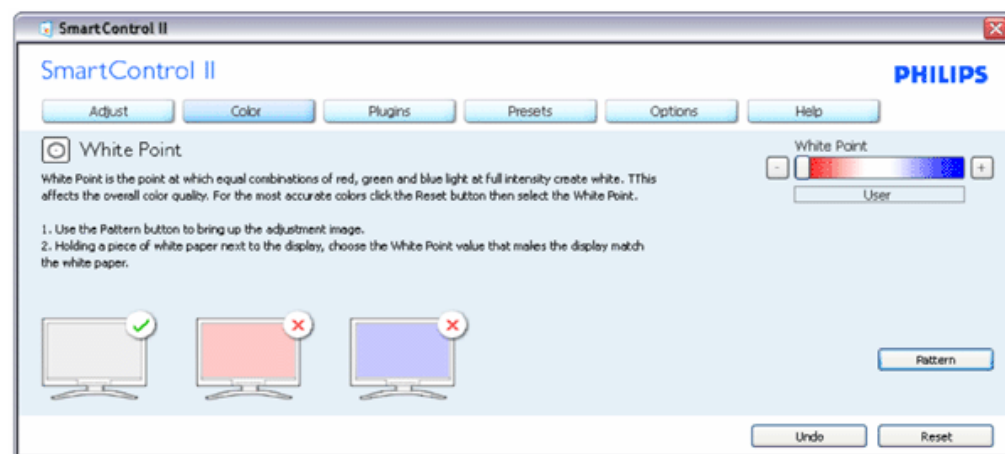 SmartControl II
SmartControl II
PHILIPS
Adjust
Color
Plugins
Presets
Options
Help
White Point
White Point is the point at which equal combinations of red, green and blue light at full intensity create white. TThis
affects the overall color quality. For the most accurate colors click the Reset button then select the White Point.
1. Use the Pattern button to bring up the adjustment image.
2. Holding a piece of white paper next to the display, choose the White Point value that makes the display match
the white paper.
White Point
- +
User
Pattern
Undo
Reset